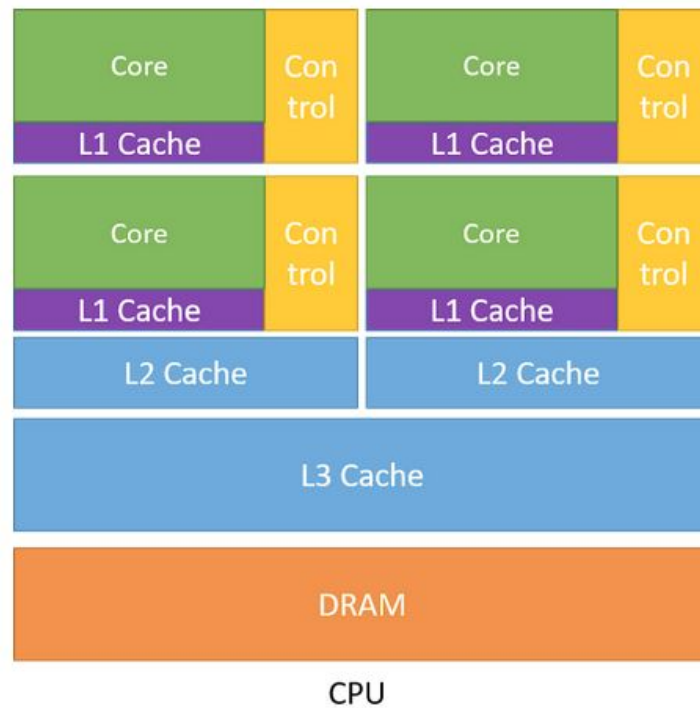 Core
Con
trol
Core
Con
trol
L1 Cache
L1 Cache
Core
Con
trol
Core
Con
trol
L1 Cache
L1 Cache
L2 Cache
L2 Cache
L3 Cache
DRAM
CPU